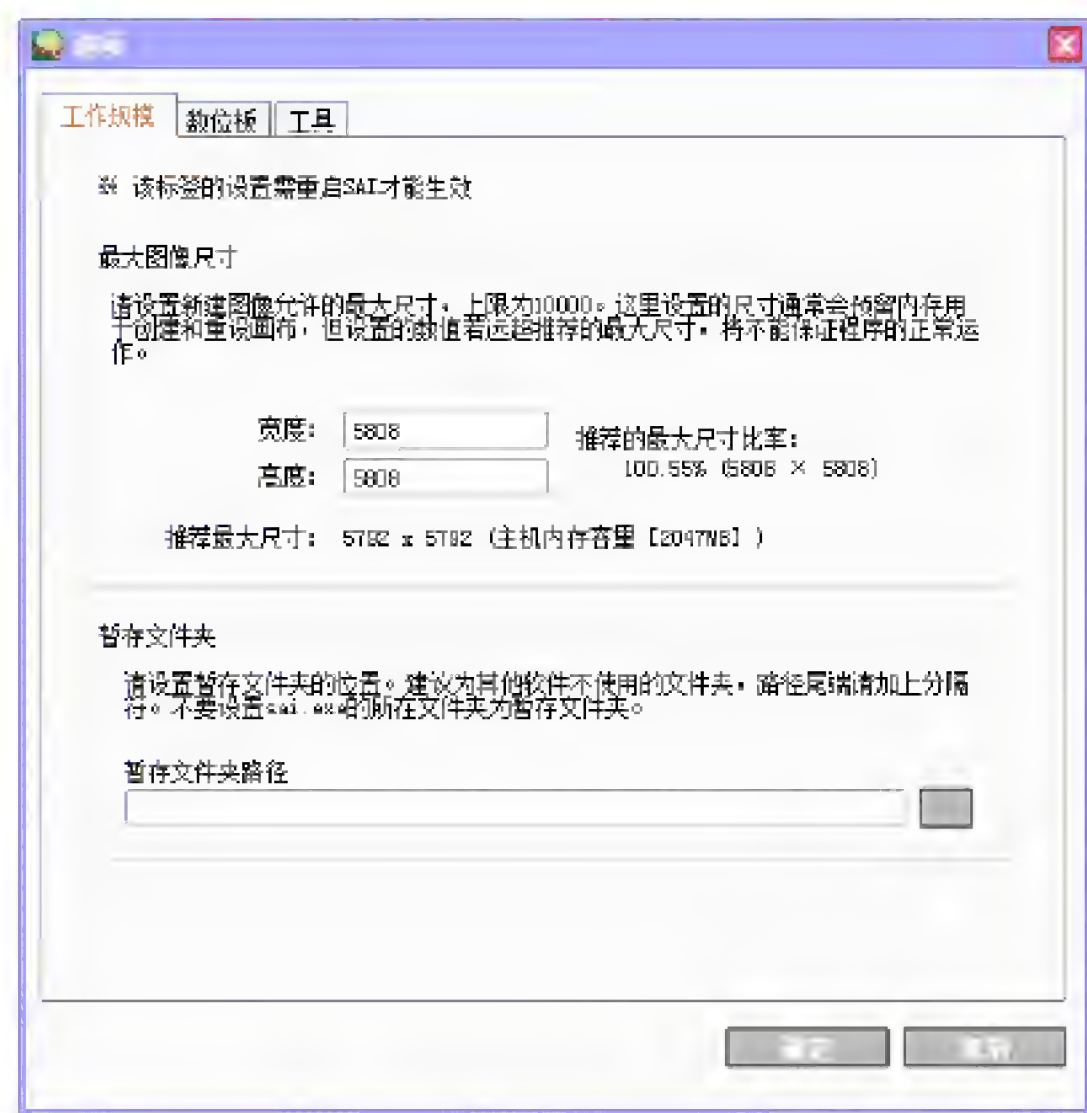 工作规模
数位板
工具
※ 该标签的设置需重启SAI才能生效
最大图像尺寸
请设置新建图像允许的最大尺寸，上限为10000。这里设置的尺寸通常会预留内存用
于创建和重设画布，但设置的数值若远超推荐的最大尺寸，将不能保证程序的正常运
作。
宽度： 5808
推荐的最大尺寸比率：
高度： 5808
100.55% (5808 × 5808)
推荐最大尺寸： 5792 x 5792 (主机内存容量 [2047MB] )
暂存文件夹
请设置暂存文件夹的位置。建议为其他软件不使用的文件夹，路径尾端请加上分隔
符。不要设置sai.exe的所在文件夹为暂存文件夹。
暂存文件夹路径